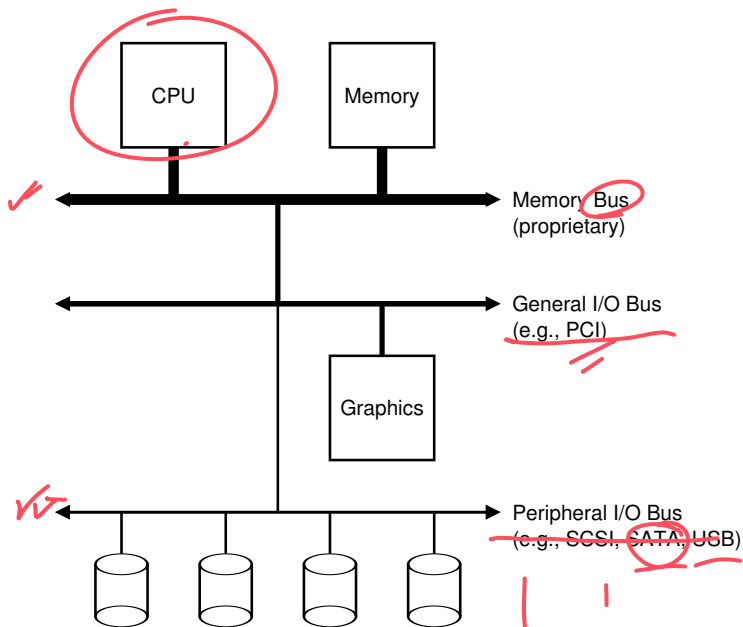 CPU
Memory
Memory Bus
(proprietary)
General I/O Bus
(e.g., PCI)
Graphics
Peripheral I/O Bus
(e.g., SCSI, SATA, USB)